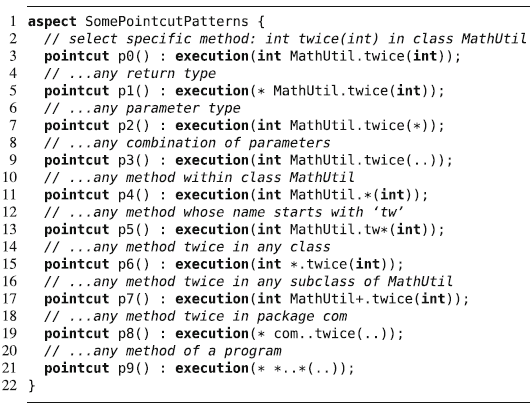 1 aspect SomePointcutPatterns {
2 // select specific method: int twice(int) in class MathUtil
3 pointcut p0() : execution(int MathUtil.twice(int));
4 // ...any return type
5 pointcut p1() : execution(* MathUtil.twice(int));
6 // ...any parameter type
7 pointcut p2() : execution(int MathUtil.twice(*));
8 // ...any combination of parameters
9 pointcut p3() : execution(int MathUtil.twice(..));
10 // ...any method within class MathUtil
11 pointcut p4() : execution(int MathUtil.*(int));
12 // ...any method whose name starts with ‘tw’
13 pointcut p5() : execution(int MathUtil.tw*(int));
14 // ...any method twice in any class
15 pointcut p6() : execution(int *.twice(int));
16 // ...any method twice in any subclass of MathUtil
17 pointcut p7() : execution(int MathUtil+.twice(int));
18 // ...any method twice in package com
19 pointcut p8() : execution(* com..twice(..));
20 // ...any method of a program
21 pointcut p9() : execution(* *..*(..));
22 }